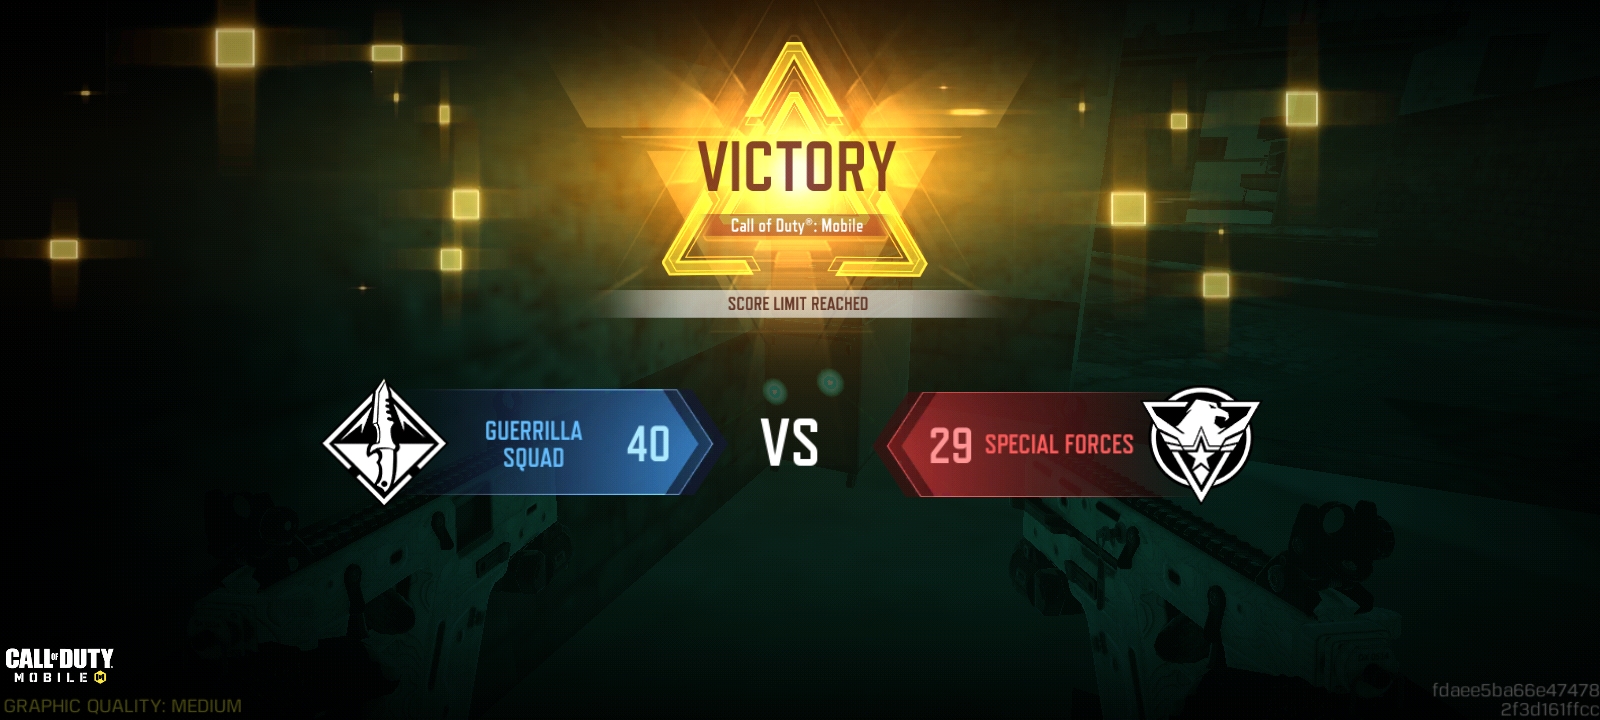 VICTORY
Call of Duty®: Mobile
SCORE LIMIT REACHED
GUERRILLA
SQUAD
40
VS
29
SPECIAL FORCES
CALL OF DUTY
MOBILE
GRAPHIC QUALITY: MEDIUM
fdaee5ba66e47478
2f3d161ffcc